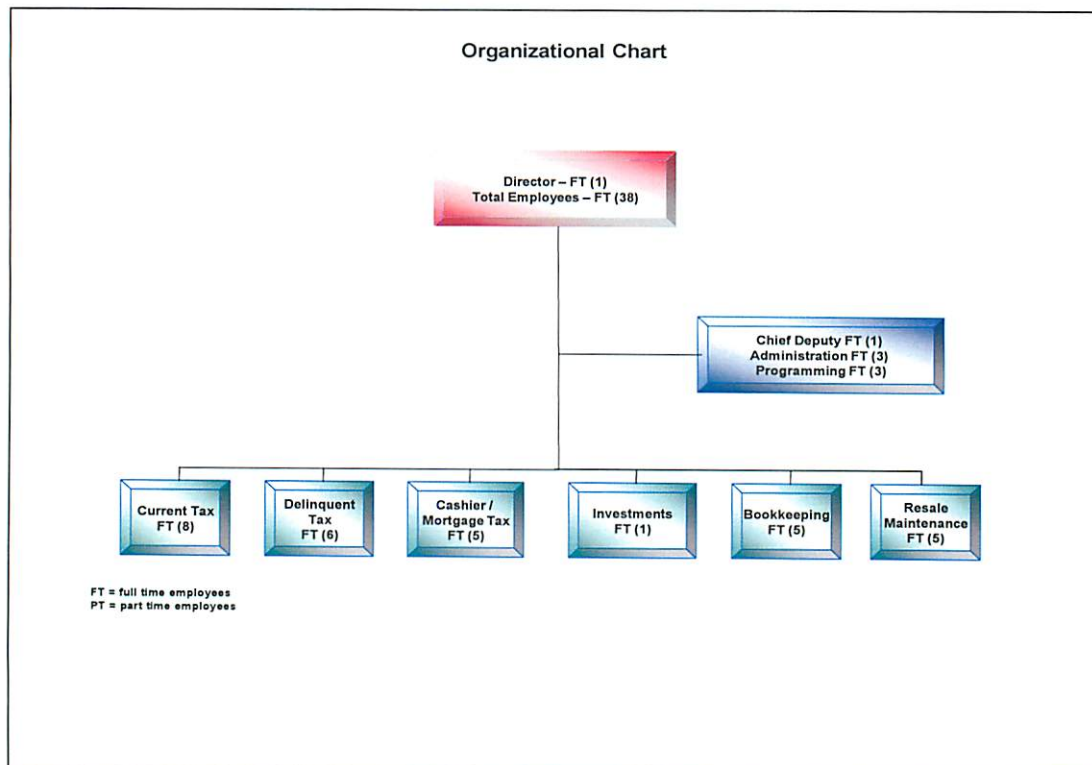 Organizational Chart
Director – FT (1)
Total Employees – FT (38)
Chief Deputy FT (1)
Administration FT (3)
Programming FT (3)
Current Tax
FT (8)
Delinquent
Tax
FT (6)
Cashier /
Mortgage Tax
FT (5)
Investments
FT (1)
Bookkeeping
FT (5)
Resale
Maintenance
FT (5)
FT = full time employees
PT = part time employees